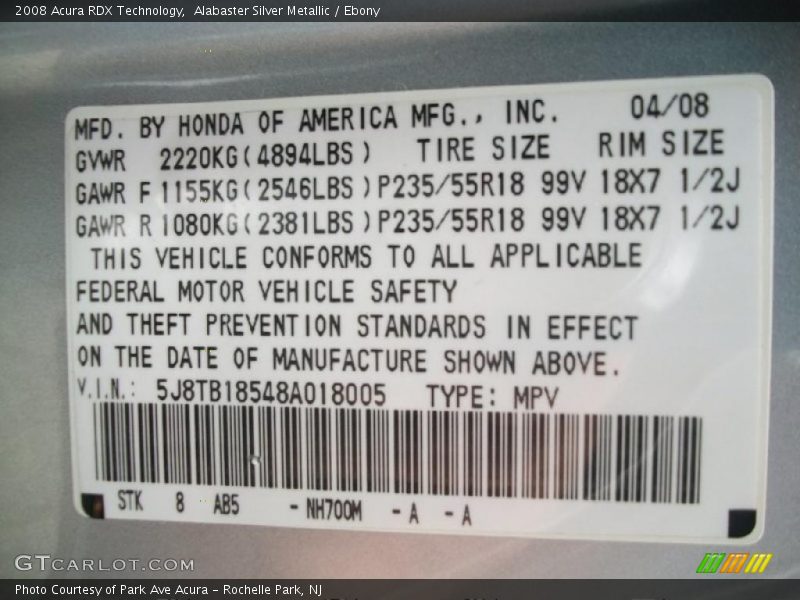 2008 Acura RDX Technology,  Alabaster Silver Metallic / Ebony
MFD. BY HONDA OF AMERICA MFG., INC. 04/08
GVWR 2220KG(4894LBS) TIRE SIZE RIM SIZE
GAWR F 1155KG(2546LBS)P235/55R18 99V 18X7 1/2J
GAWR R 1080KG(2381LBS)P235/55R18 99V 18X7 1/2J
THIS VEHICLE CONFORMS TO ALL APPLICABLE
FEDERAL MOTOR VEHICLE SAFETY
AND THEFT PREVENTION STANDARDS IN EFFECT
ON THE DATE OF MANUFACTURE SHOWN ABOVE.
V.I.N.: 5J8TB18548A018005 TYPE: MPV
STK 8 AB5 -NH700M -A -A
GTCARLOT.COM
Photo Courtesy of Park Ave Acura - Rochelle Park, NJ